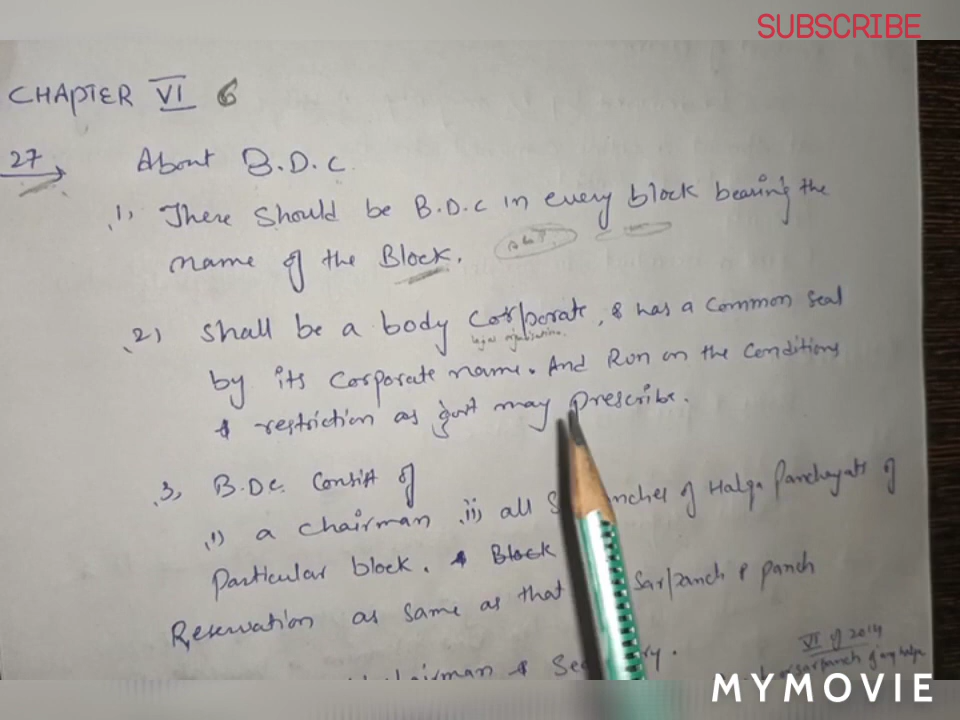 SUBSCRIBE
CHAPTER VI 6
27 About B.D.C
1) There should be B.D.C in every block bearing the
name of the Block.
2) Shall be a body Corporate, & has a common seal
by its Corporate name. And Run on the Conditions
& restriction as govt may prescribe.
3, B.D.C. Consist of
i) a chairman ii) all of Halqa Panchayats of
Particular block. & Block
Reservation as same as that Sarpanch & panch
&
VI of 2014
MYMOVIE